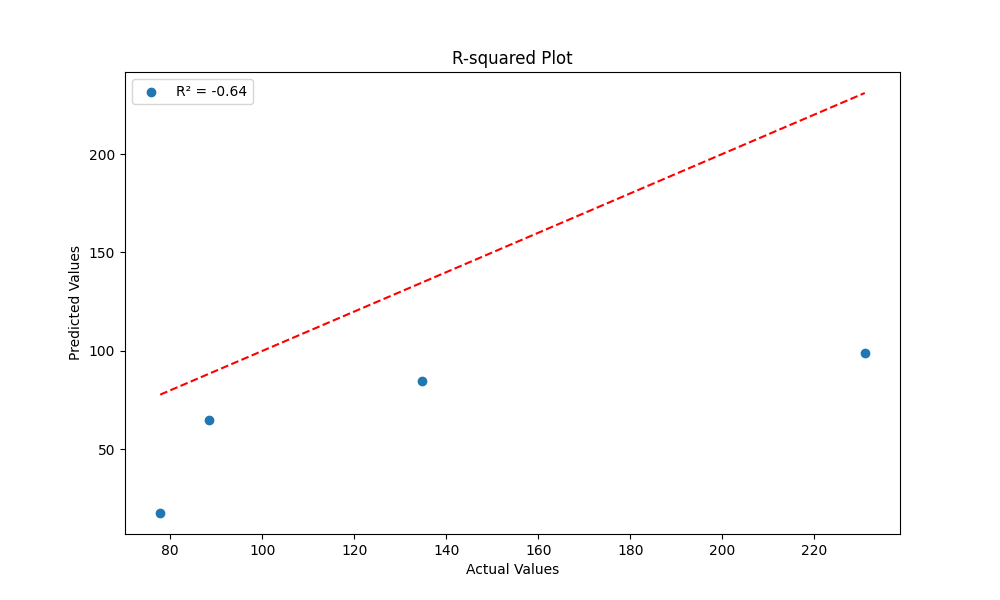 R-squared Plot
R² = -0.64
200
150
100
50
Predicted Values
80 100 120 140 160 180 200 220
Actual Values